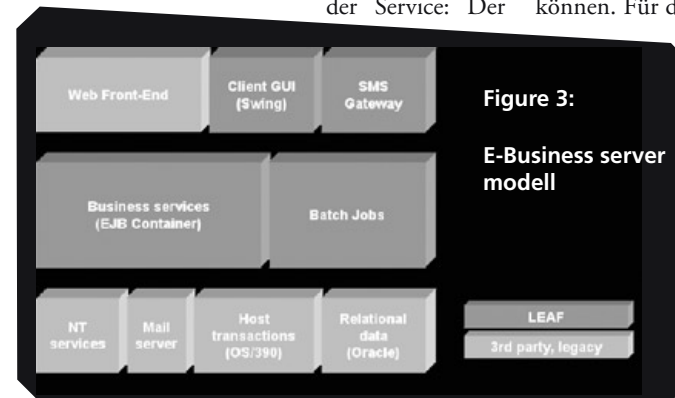 der Service: Der können. Für d
Web Front-End
Client GUI
(Swing)
SMS
Gateway
Figure 3:
E-Business server
modell
Business services
(EJB Container)
Batch Jobs
NT
services
Mail
server
Host
transactions
(OS/390)
Relational
data
(Oracle)
LEAF
3rd party, legacy